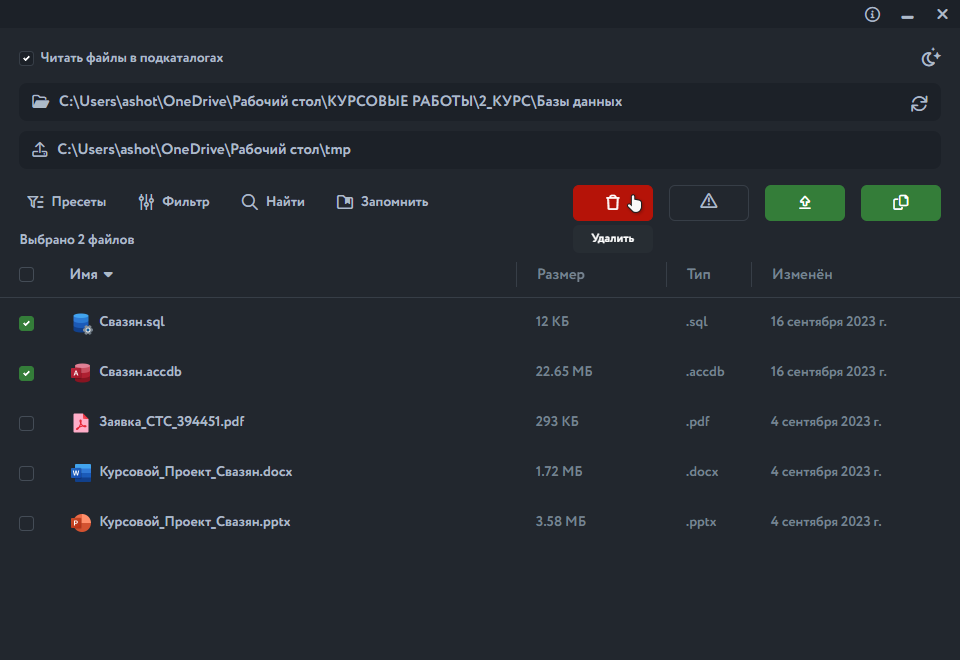 Читать файлы в подкаталогах
C:\Users\ashot\OneDrive\Рабочий стол\КУРСОВЫЕ РАБОТЫ\2_КУРС\Базы данных
C:\Users\ashot\OneDrive\Рабочий стол\tmp
Пресеты Фильтр Найти Запомнить
Удалить
Выбрано 2 файлов
Имя Размер Тип Изменён
Свазян.sql 12 КБ .sql 16 сентября 2023 г.
Свазян.accdb 22.65 МБ .accdb 16 сентября 2023 г.
Заявка_СТС_394451.pdf 293 КБ .pdf 4 сентября 2023 г.
Курсовой_Проект_Свазян.docx 1.72 МБ .docx 4 сентября 2023 г.
Курсовой_Проект_Свазян.pptx 3.58 МБ .pptx 4 сентября 2023 г.